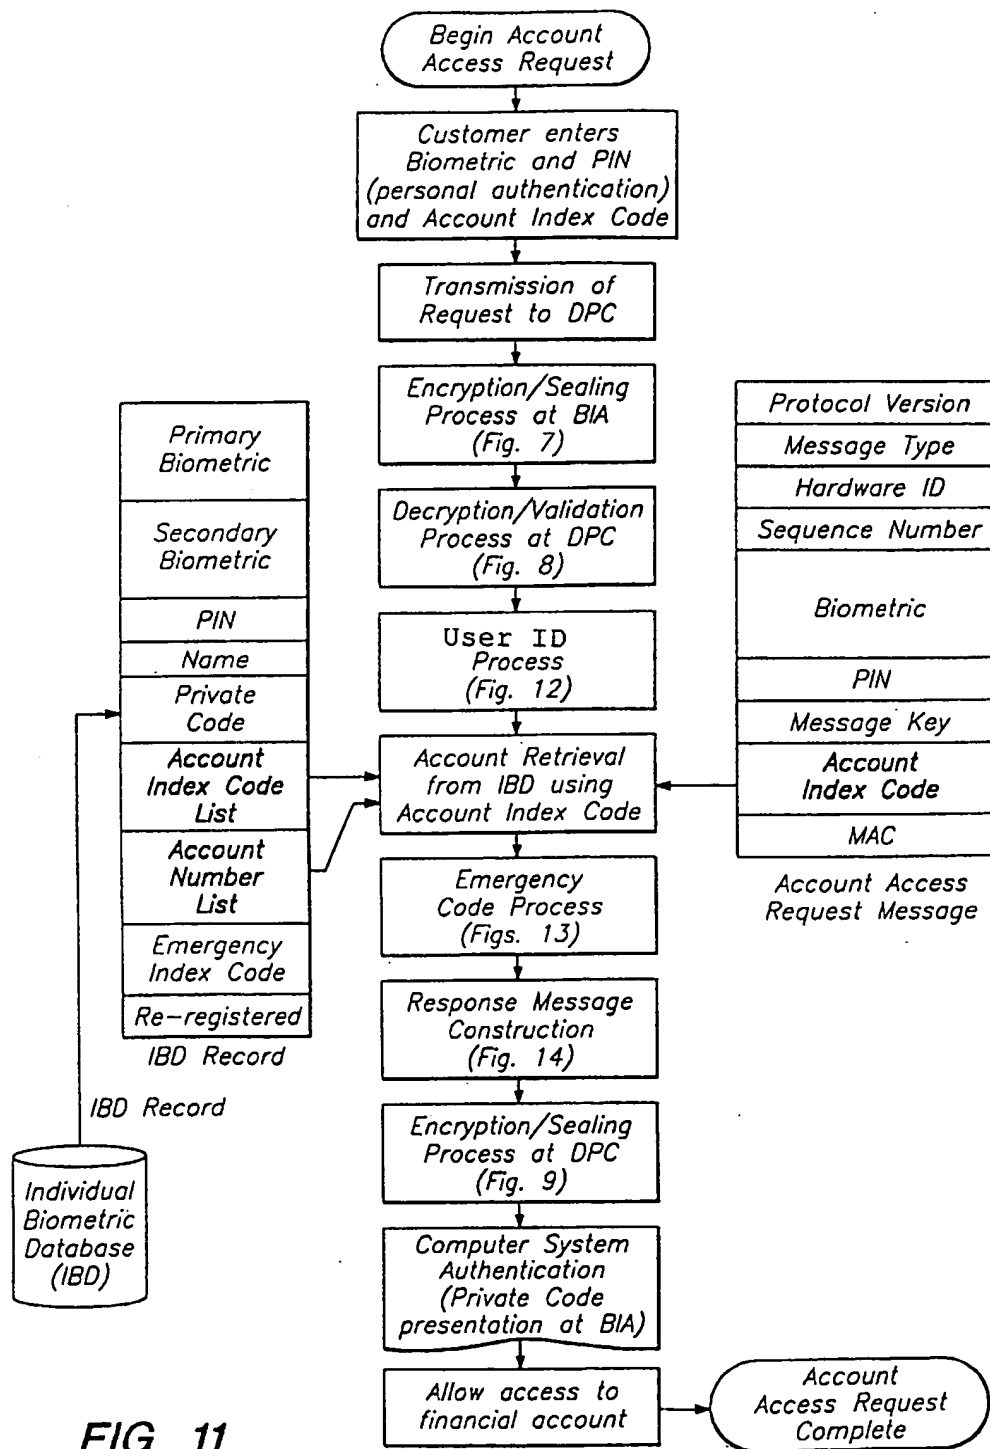 Begin Account
Access Request
Customer enters
Biometric and PIN
(personal authentication)
and Account Index Code
Transmission of
Request to DPC
Encryption/Sealing
Process at BIA
(Fig. 7)
Decryption/Validation
Process at DPC
(Fig. 8)
User ID
Process
(Fig. 12)
Account Retrieval
from IBD using
Account Index Code
Emergency
Code Process
(Figs. 13)
Response Message
Construction
(Fig. 14)
Encryption/Sealing
Process at DPC
(Fig. 9)
Computer System
Authentication
(Private Code
presentation at BIA)
Allow access to
financial account
Account
Access Request
Complete
Primary
Biometric
Secondary
Biometric
PIN
Name
Private
Code
Account
Index Code
List
Account
Number
List
Emergency
Index Code
Re-registered
IBD Record
IBD Record
Individual
Biometric
Database
(IBD)
Protocol Version
Message Type
Hardware ID
Sequence Number
Biometric
PIN
Message Key
Account
Index Code
MAC
Account Access
Request Message
FIG. 11